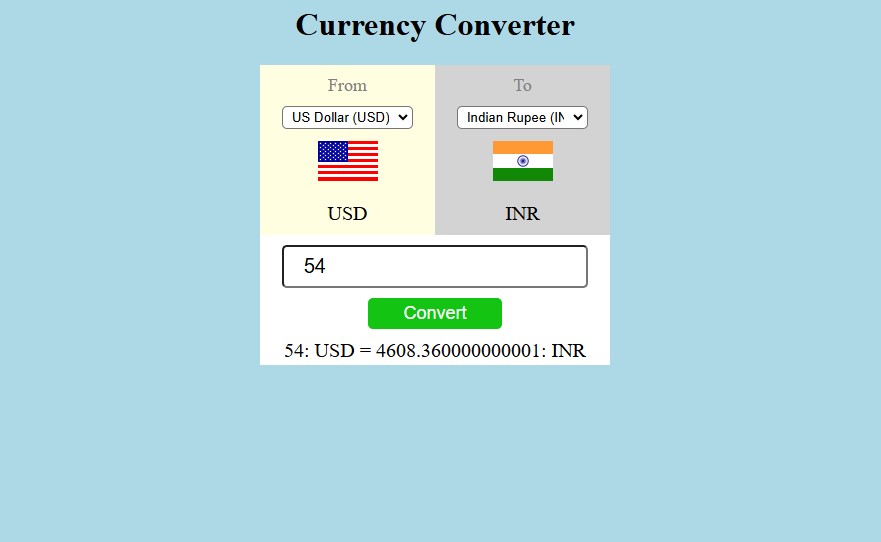 Currency Converter
From
To
US Dollar (USD)
Indian Rupee (IN
USD
INR
54
Convert
54: USD = 4608.360000000001: INR